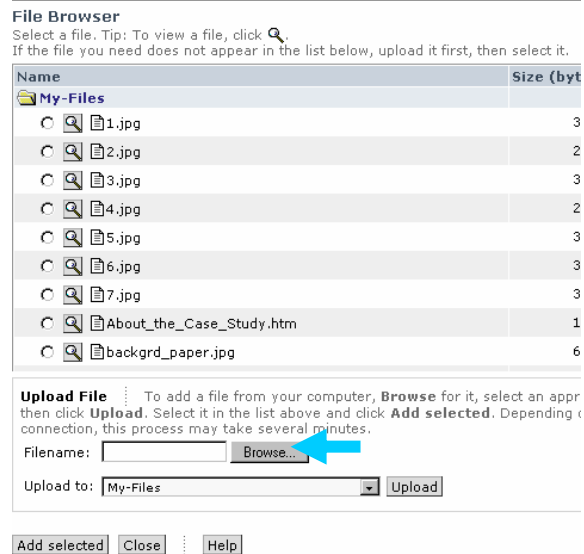 File Browser
Select a file. Tip: To view a file, click
If the file you need does not appear in the list below, upload it first, then select it.
Name Size (byt
My-Files
1.jpg 3
2.jpg 2
3.jpg 3
4.jpg 2
5.jpg 3
6.jpg 3
7.jpg 3
About_the_Case_Study.htm 1
backgrd_paper.jpg 6
Upload File To add a file from your computer, Browse for it, select an appr
then click Upload. Select it in the list above and click Add selected. Depending
connection, this process may take several minutes.
Filename: Browse...
Upload to: My-Files Upload
Add selected Close Help